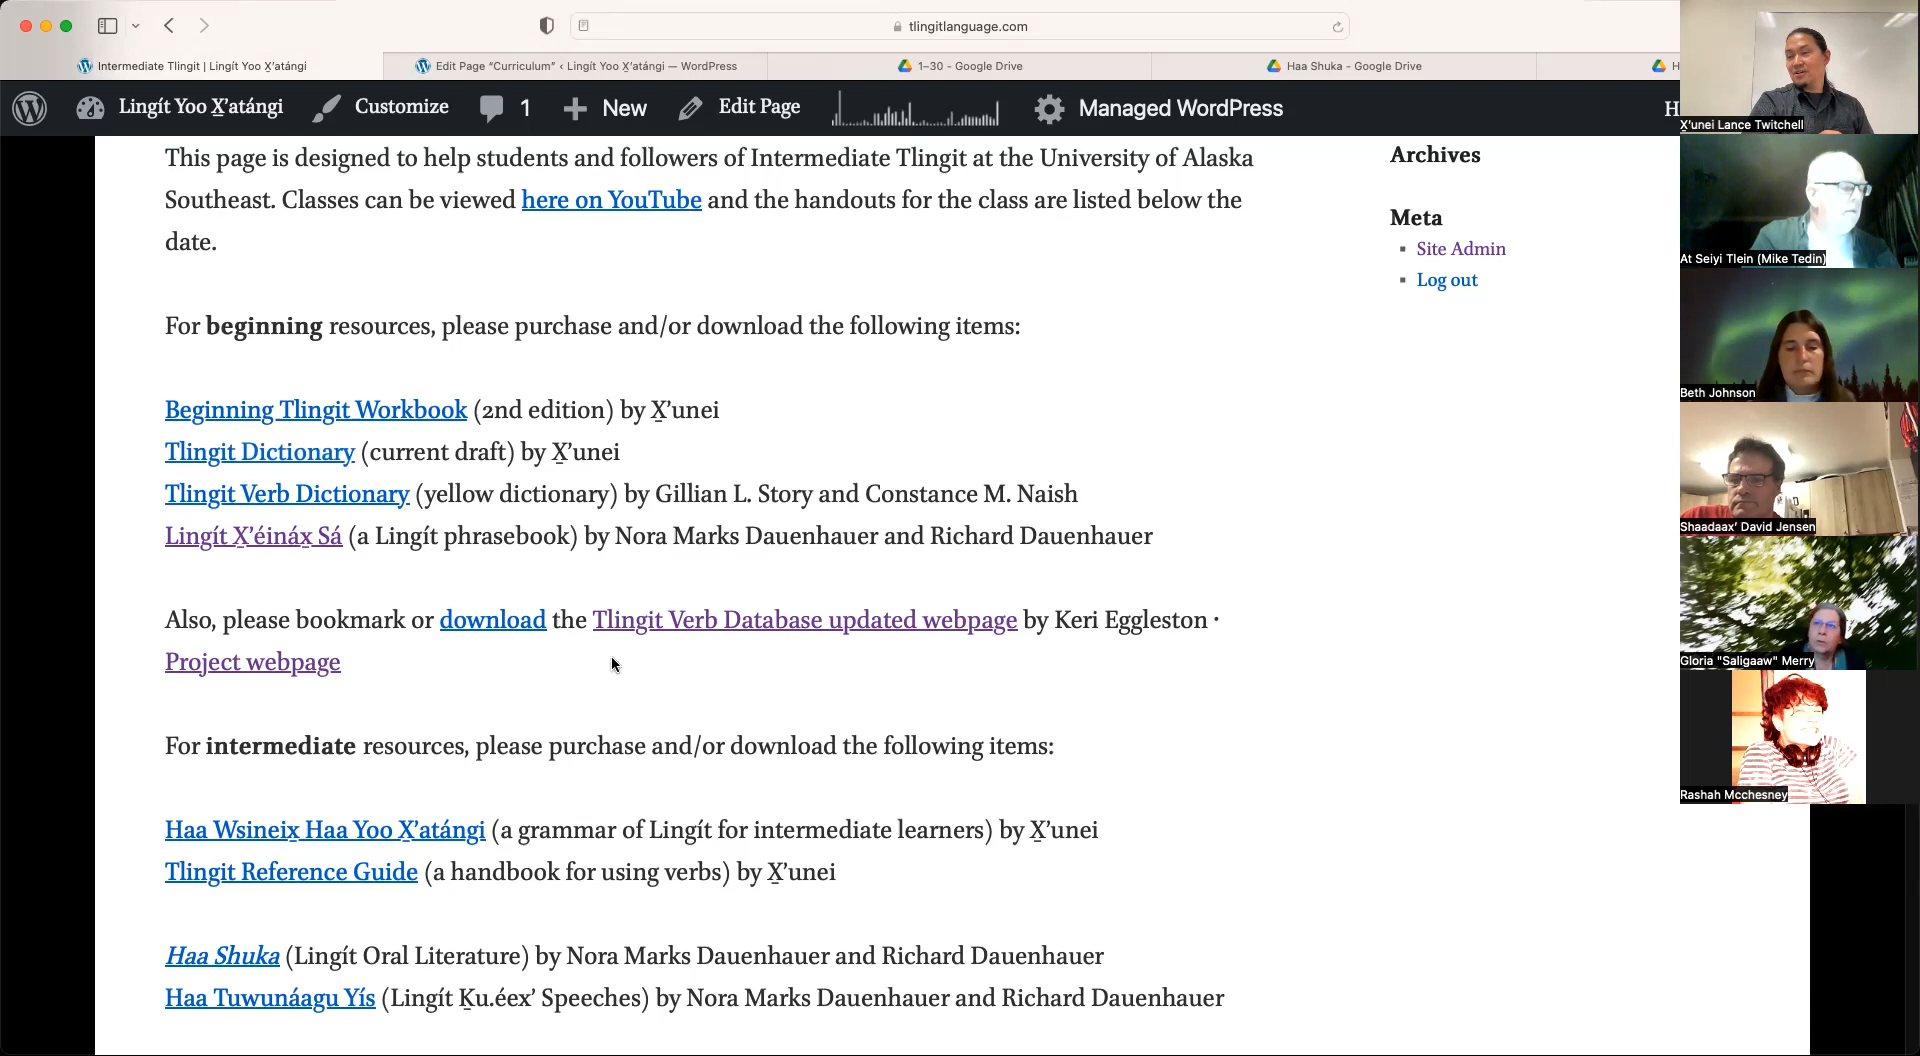 tlingitlanguage.com
Intermediate Tlingit | Lingít Yoo X̱ʼatángi
Edit Page “Curriculum” ‹ Lingít Yoo X̱ʼatángi — WordPress
1–30 - Google Drive
Haa Shuka - Google Drive
H
Lingít Yoo X̱ʼatángi
Customize
1
New
Edit Page
Managed WordPress
H
This page is designed to help students and followers of Intermediate Tlingit at the University of Alaska
Southeast. Classes can be viewed here on YouTube and the handouts for the class are listed below the
date.
For beginning resources, please purchase and/or download the following items:
Beginning Tlingit Workbook (2nd edition) by X̱ʼunei
Tlingit Dictionary (current draft) by X̱ʼunei
Tlingit Verb Dictionary (yellow dictionary) by Gillian L. Story and Constance M. Naish
Lingít X̱ʼéináx̱ Sá (a Lingít phrasebook) by Nora Marks Dauenhauer and Richard Dauenhauer
Also, please bookmark or download the Tlingit Verb Database updated webpage by Keri Eggleston ·
Project webpage
For intermediate resources, please purchase and/or download the following items:
Haa Wsineix̱ Haa Yoo X̱ʼatángi (a grammar of Lingít for intermediate learners) by X̱ʼunei
Tlingit Reference Guide (a handbook for using verbs) by X̱ʼunei
Haa Shuka (Lingít Oral Literature) by Nora Marks Dauenhauer and Richard Dauenhauer
Haa Tuwunáagu Yís (Lingít Ḵu.éexʼ Speeches) by Nora Marks Dauenhauer and Richard Dauenhauer
Archives
Meta
Site Admin
Log out
X̱ʼunei Lance Twitchell
At Seiyi Tlein (Mike Tedin)
Beth Johnson
Shaadaaxʼ David Jensen
Gloria "Saligaaw" Merry
Rashah Mcchesney